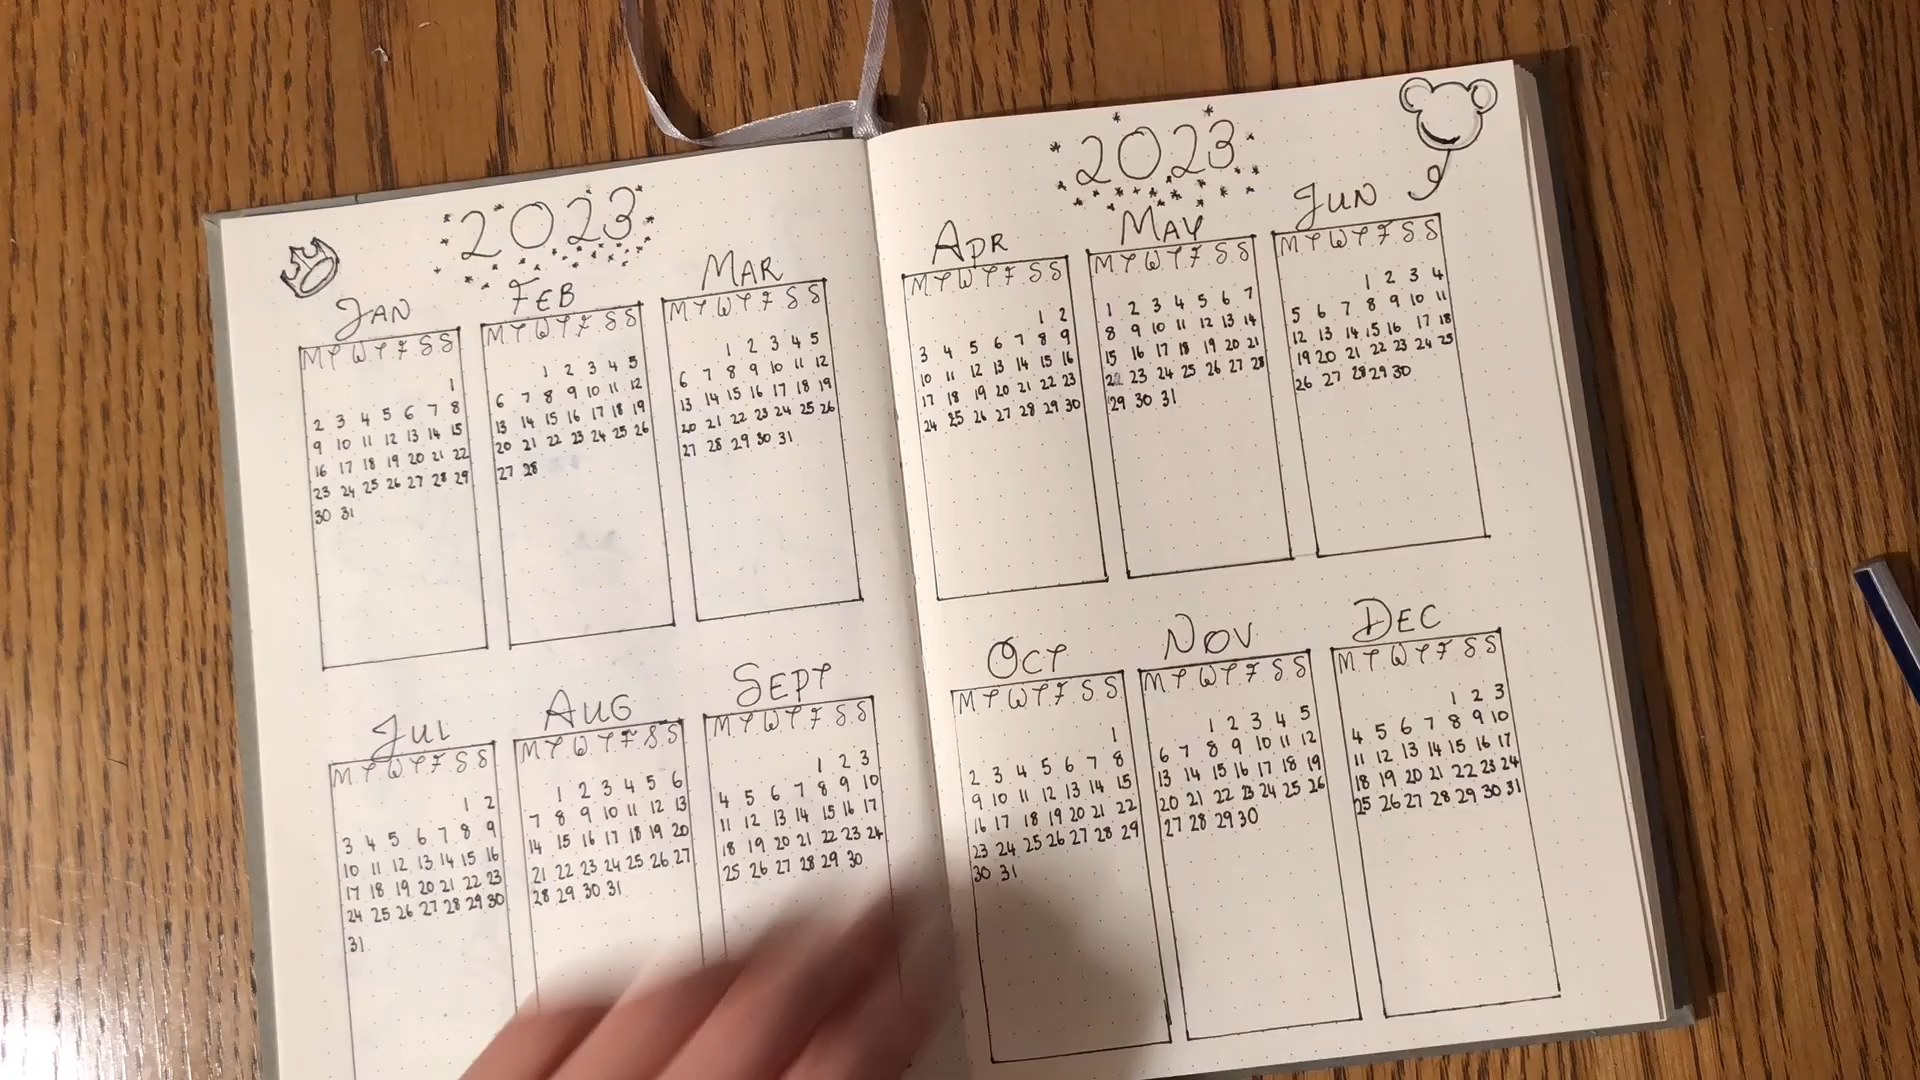 2023
JAN
M T W T F S S
1
2 3 4 5 6 7 8
9 10 11 12 13 14 15
16 17 18 19 20 21 22
23 24 25 26 27 28 29
30 31
FEB
M T W T F S S
1 2 3 4 5
6 7 8 9 10 11 12
13 14 15 16 17 18 19
20 21 22 23 24 25 26
27 28
MAR
M T W T F S S
1 2 3 4 5
6 7 8 9 10 11 12
13 14 15 16 17 18 19
20 21 22 23 24 25 26
27 28 29 30 31
JUL
M T W T F S S
1 2
3 4 5 6 7 8 9
10 11 12 13 14 15 16
17 18 19 20 21 22 23
24 25 26 27 28 29 30
31
AUG
M T W T F S S
1 2 3 4 5 6
7 8 9 10 11 12 13
14 15 16 17 18 19 20
21 22 23 24 25 26 27
28 29 30 31
SEPT
M T W T F S S
1 2 3
4 5 6 7 8 9 10
11 12 13 14 15 16 17
18 19 20 21 22 23 24
25 26 27 28 29 30
2023
APR
M T W T F S S
1 2
3 4 5 6 7 8 9
10 11 12 13 14 15 16
17 18 19 20 21 22 23
24 25 26 27 28 29 30
MAY
M T W T F S S
1 2 3 4 5 6 7
8 9 10 11 12 13 14
15 16 17 18 19 20 21
22 23 24 25 26 27 28
29 30 31
JUN
M T W T F S S
1 2 3 4
5 6 7 8 9 10 11
12 13 14 15 16 17 18
19 20 21 22 23 24 25
26 27 28 29 30
OCT
M T W T F S S
1
2 3 4 5 6 7 8
9 10 11 12 13 14 15
16 17 18 19 20 21 22
23 24 25 26 27 28 29
30 31
NOV
M T W T F S S
1 2 3 4 5
6 7 8 9 10 11 12
13 14 15 16 17 18 19
20 21 22 23 24 25 26
27 28 29 30
DEC
M T W T F S S
1 2 3
4 5 6 7 8 9 10
11 12 13 14 15 16 17
18 19 20 21 22 23 24
25 26 27 28 29 30 31